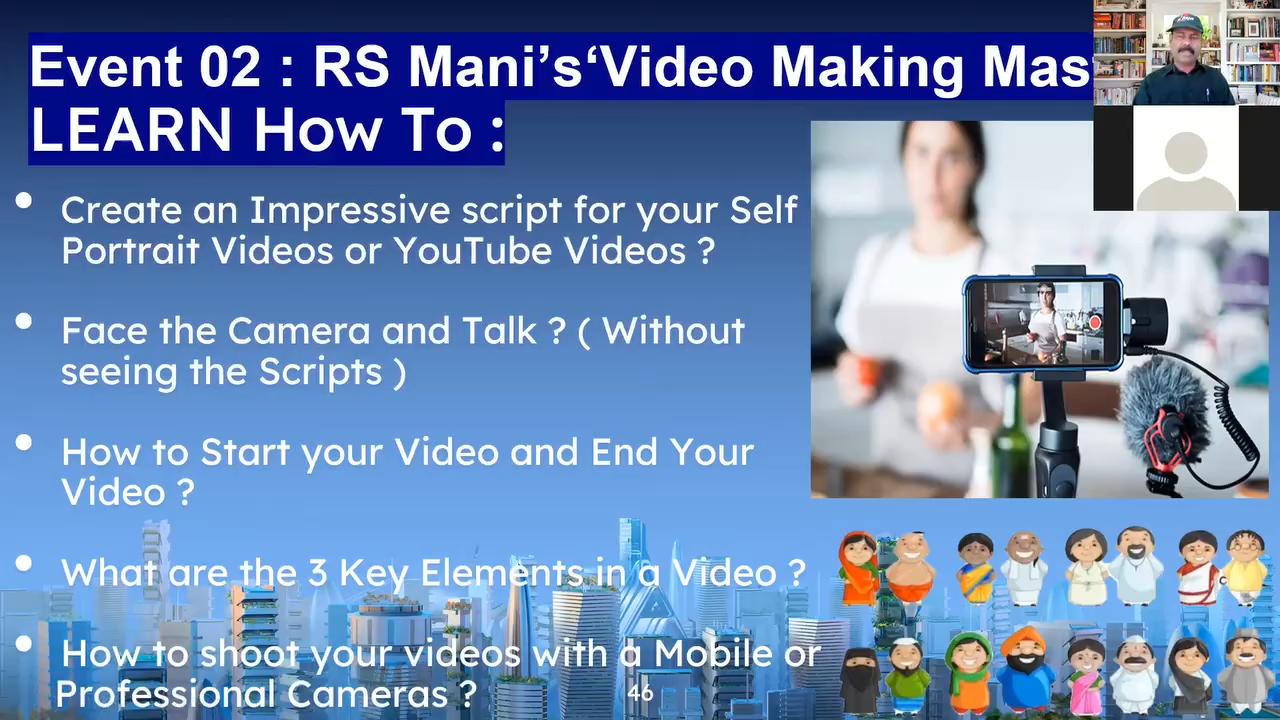 Event 02 : RS Mani’s‘Video Making Mas
LEARN How To :
• Create an Impressive script for your Self
Portrait Videos or YouTube Videos ?
• Face the Camera and Talk ? ( Without
seeing the Scripts )
• How to Start your Video and End Your
Video ?
• What are the 3 Key Elements in a Video ?
• How to shoot your videos with a Mobile or
Professional Cameras ?
46